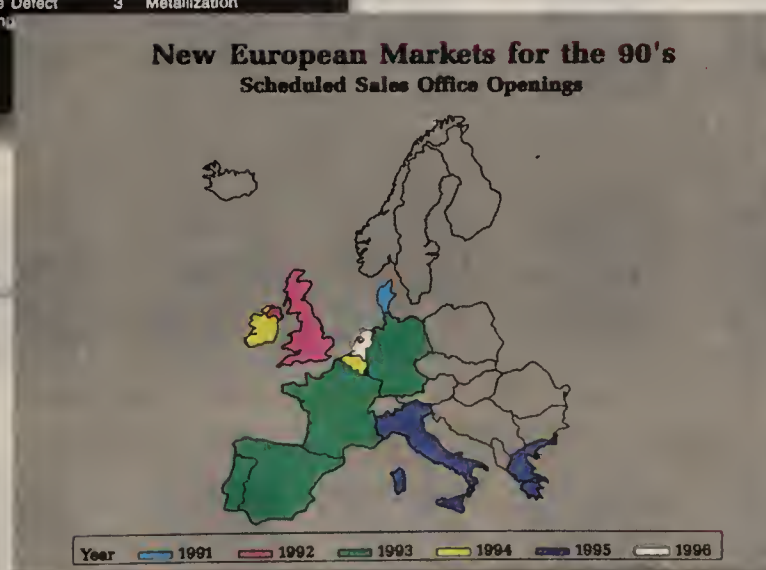 Defect 3 Metallization
New European Markets for the 90's
Scheduled Sales Office Openings
Year 1991 1992 1993 1994 1995 1996